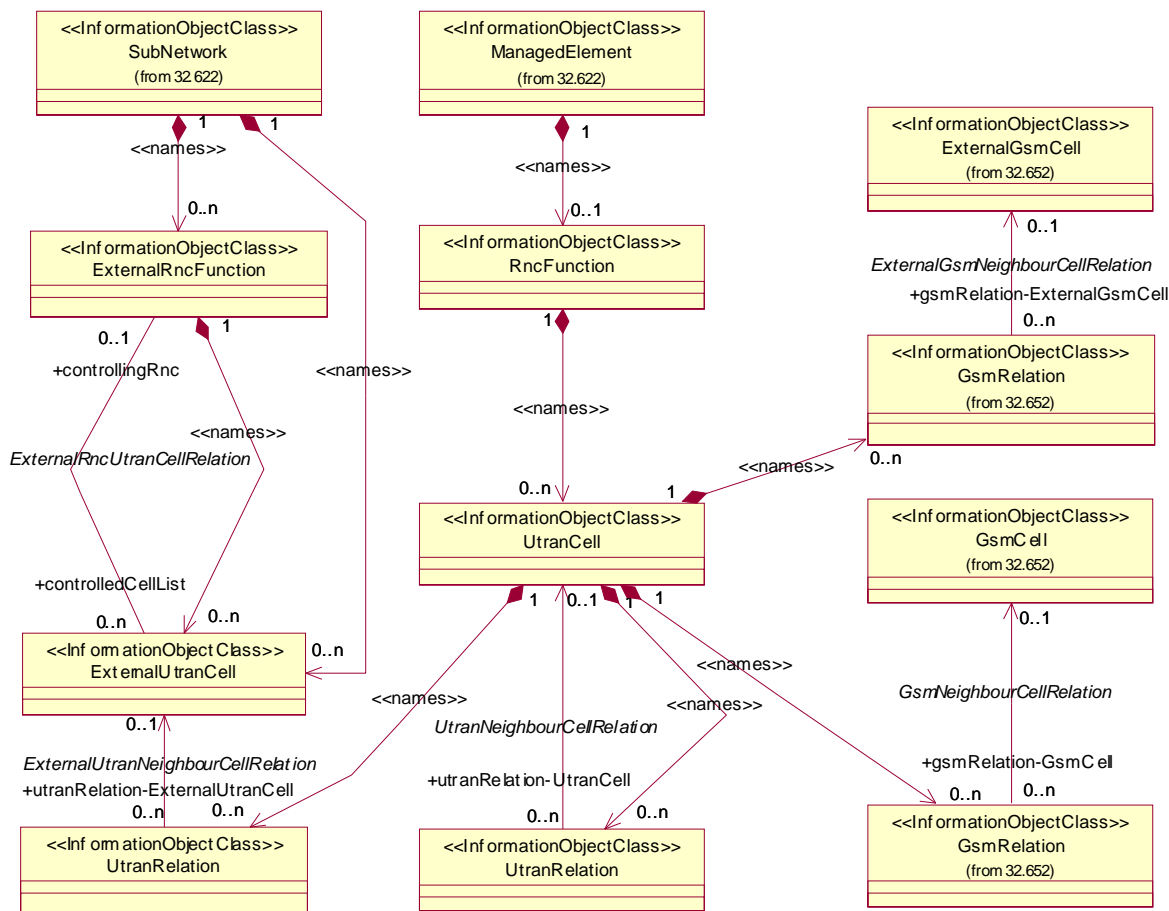 <<InformationObjectClass>>
SubNetwork
(from 32.622)
<<InformationObjectClass>>
ManagedElement
(from 32.622)
1
1
<<names>>
1
<<names>>
<<InformationObjectClass>>
ExternalGsmCell
(from 32.652)
0..n
0..1
0..1
<<InformationObjectClass>>
ExternalRncFunction
<<InformationObjectClass>>
RncFunction
ExternalGsmNeighbourCellRelation
+gsmRelation-ExternalGsmCell
0..n
0..1
1
1
+controllingRnc
<<names>>
<<InformationObjectClass>>
GsmRelation
(from 32.652)
<<names>>
<<names>>
ExternalRncUtranCellRelation
<<names>>
0..n
0..n
1
<<InformationObjectClass>>
UtranCell
<<InformationObjectClass>>
GsmCell
(from 32.652)
+controlledCellList
0..n
0..n
1
0..1
1
1
0..1
<<InformationObjectClass>>
ExternalUtranCell
0..n
<<names>>
<<names>>
<<names>>
GsmNeighbourCellRelation
0..1
UtranNeighbourCellRelation
ExternalUtranNeighbourCellRelation
+utranRelation-ExternalUtranCell
+utranRelation-UtranCell
+gsmRelation-GsmCell
0..n
0..n
0..n
0..n
0..n
0..n
<<InformationObjectClass>>
UtranRelation
<<InformationObjectClass>>
UtranRelation
<<InformationObjectClass>>
GsmRelation
(from 32.652)